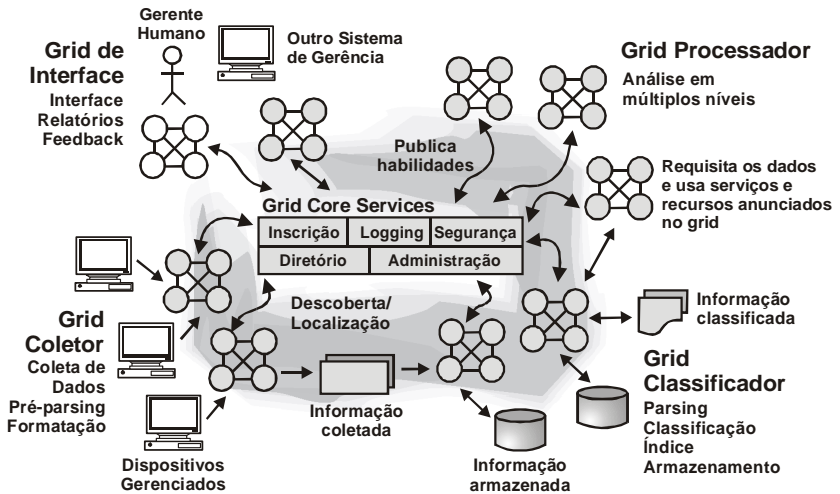 Gerente
Humano
Grid de
Interface
Interface
Relatórios
Feedback
Outro Sistema
de Gerência
Grid Processador
Análise em
múltiplos níveis
Publica
habilidades
Requisita os dados
e usa serviços e
recursos anunciados
no grid
Grid Core Services
Inscrição
Logging
Segurança
Diretório
Administração
Descoberta/
Localização
Grid
Coletor
Coleta de
Dados
Pré-parsing
Formatação
Dispositivos
Gerenciados
Informação
coletada
Informação
armazenada
Informação
classificada
Grid
Classificador
Parsing
Classificação
Índice
Armazenamento